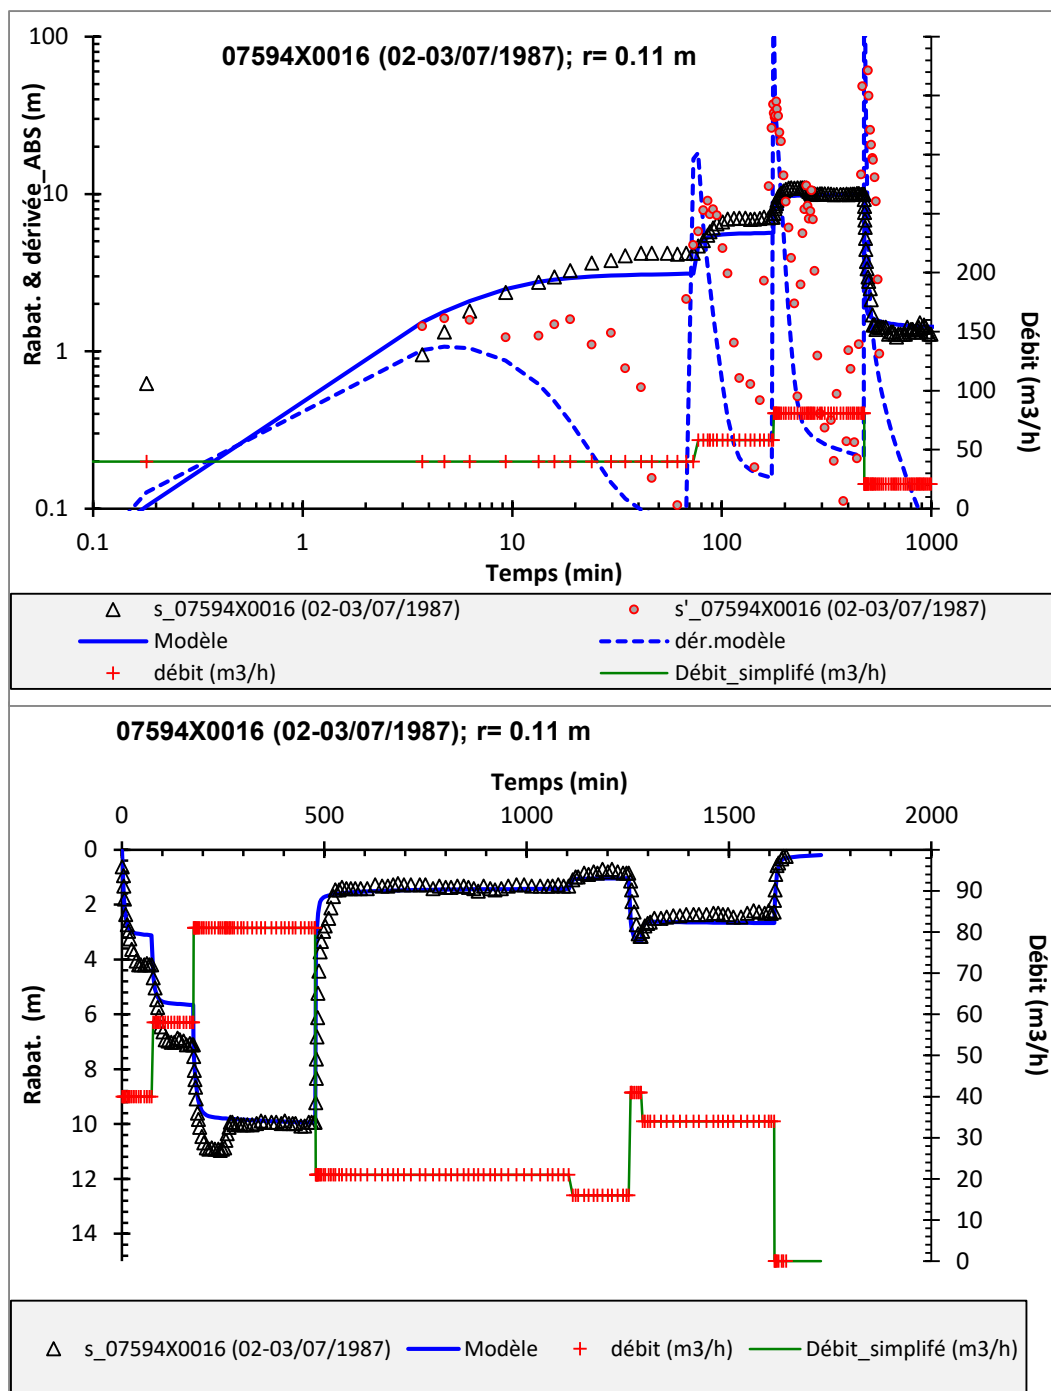 07594X0016 (02-03/07/1987); r= 0.11 m
Rabat. & dérivée_ABS (m)
100
10
1
0.1
0.1
1
10
100
1000
Temps (min)
200
150
100
50
0
Débit (m3/h)
s_07594X0016 (02-03/07/1987)
s'_07594X0016 (02-03/07/1987)
Modèle
dér.modèle
débit (m3/h)
Débit_simplifé (m3/h)
07594X0016 (02-03/07/1987); r= 0.11 m
Temps (min)
0
500
1000
1500
2000
Rabat. (m)
0
2
4
6
8
10
12
14
90
80
70
60
50
40
30
20
10
0
Débit (m3/h)
s_07594X0016 (02-03/07/1987)
Modèle
débit (m3/h)
Débit_simplifé (m3/h)